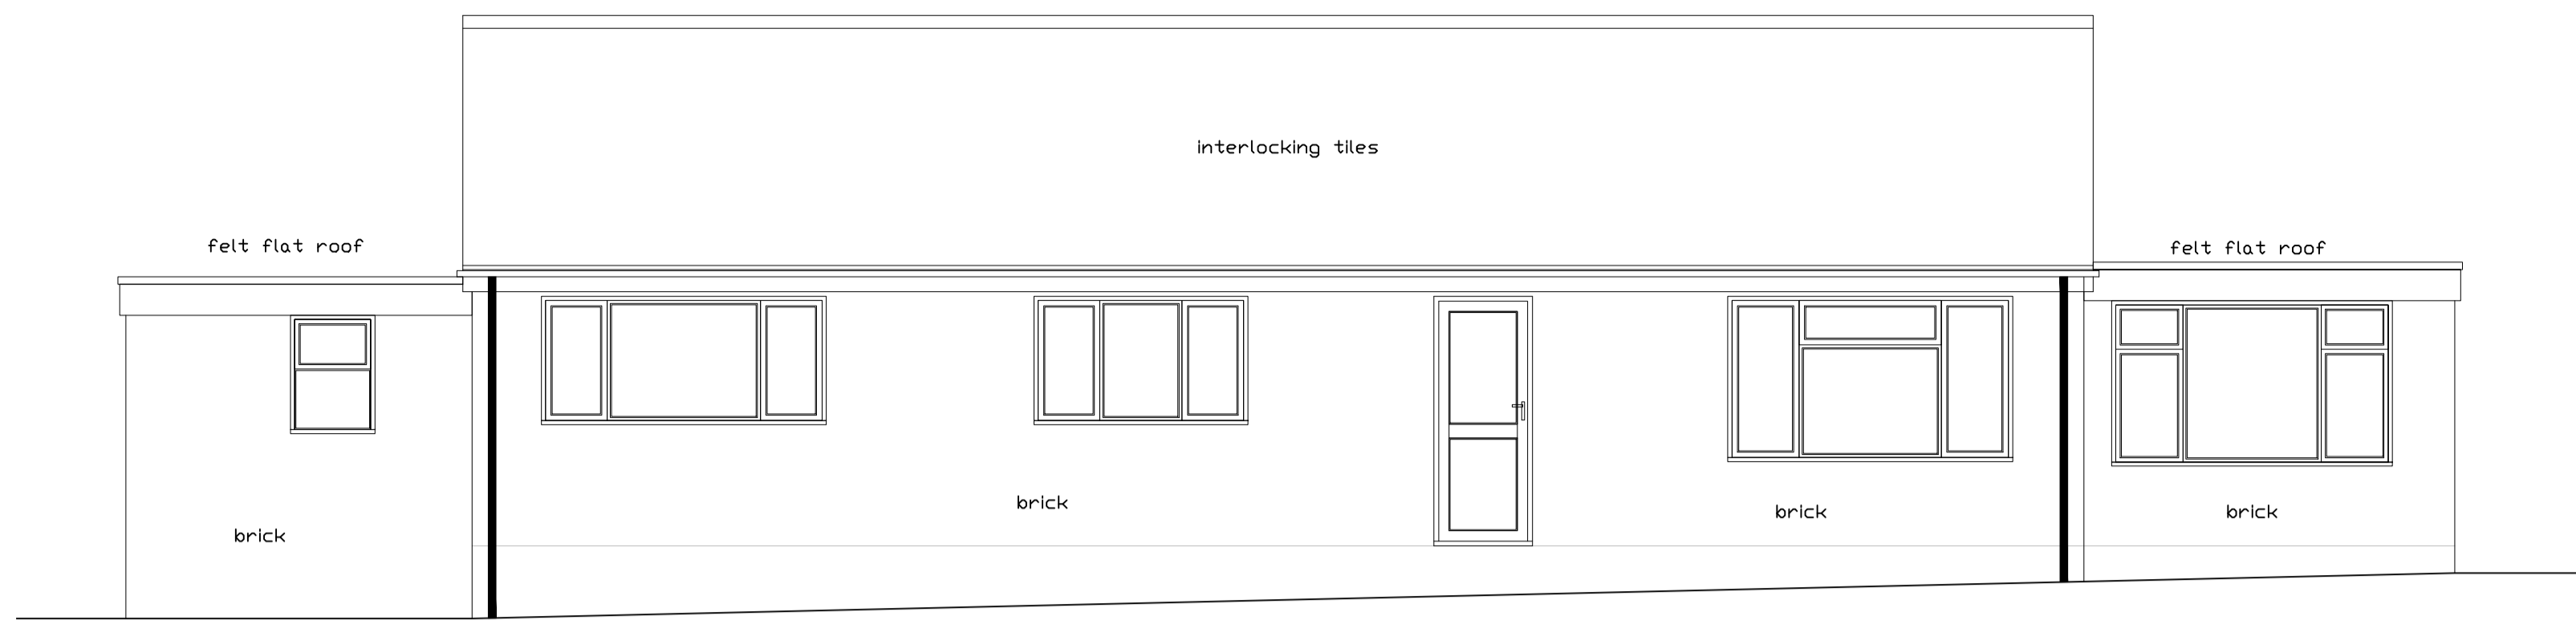 interlocking tiles
felt flat roof
felt flat roof
brick
brick
brick
brick